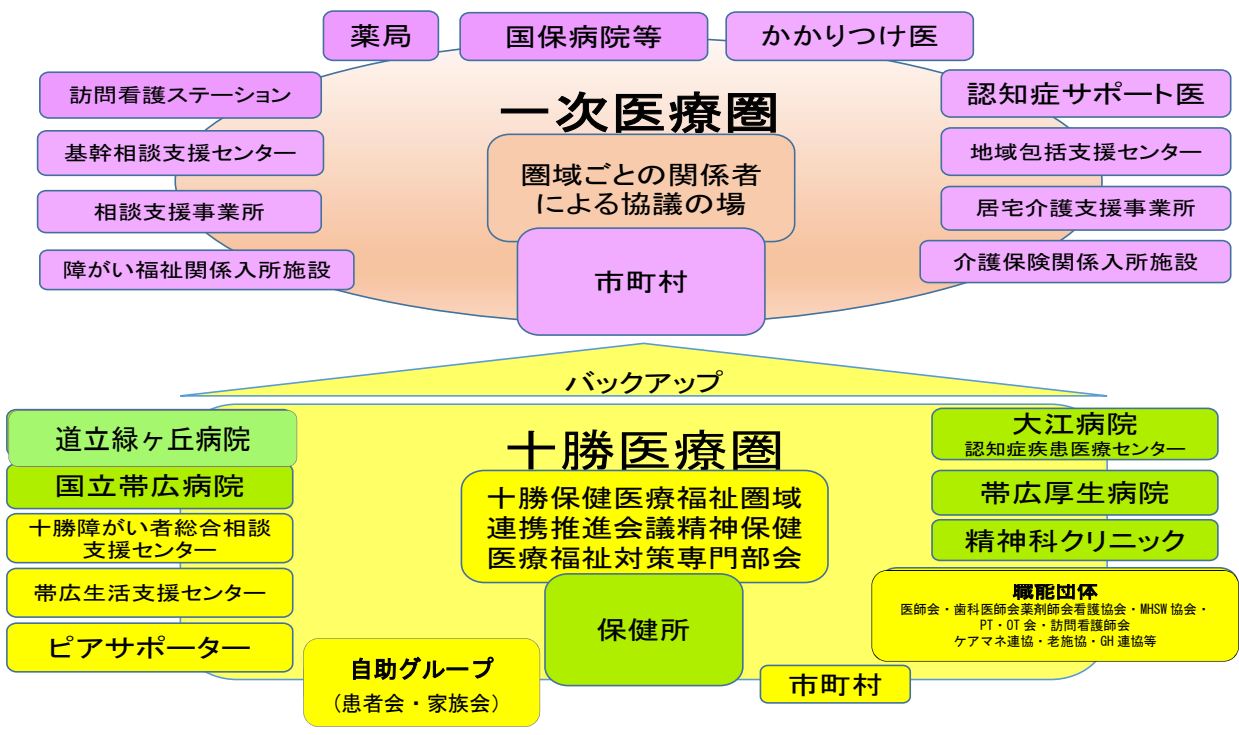 薬局
国保病院等
かかりつけ医
訪問看護ステーション
認知症サポート医
一次医療圏
基幹相談支援センター
地域包括支援センター
圏域ごとの関係者
による協議の場
相談支援事業所
居宅介護支援事業所
障がい福祉関係入所施設
介護保険関係入所施設
市町村
バックアップ
道立緑ヶ丘病院
十勝医療圏
大江病院
認知症疾患医療センター
国立帯広病院
十勝保健医療福祉圏域
連携推進会議精神保健
医療福祉対策専門部会
帯広厚生病院
十勝障がい者総合相談
支援センター
精神科クリニック
帯広生活支援センター
職能団体
医師会・歯科医師会薬剤師会看護協会・MHSW協会・
PT・OT会・訪問看護師会
ケアマネ連協・老施協・GH連協等
保健所
ピアサポーター
自助グループ
(患者会・家族会)
市町村